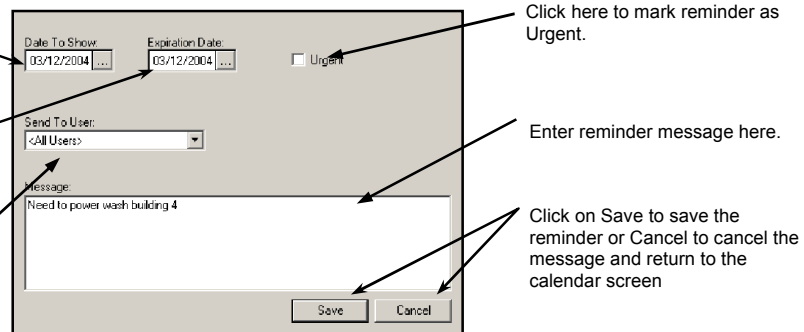 Date To Show: Expiration Date:
03/12/2004 ... 03/12/2004 ... Urgent
Send To User:
<All Users>
Message:
Need to power wash building 4
Save Cancel
Click here to mark reminder as
Urgent.
Enter reminder message here.
Click on Save to save the
reminder or Cancel to cancel the
message and return to the
calendar screen